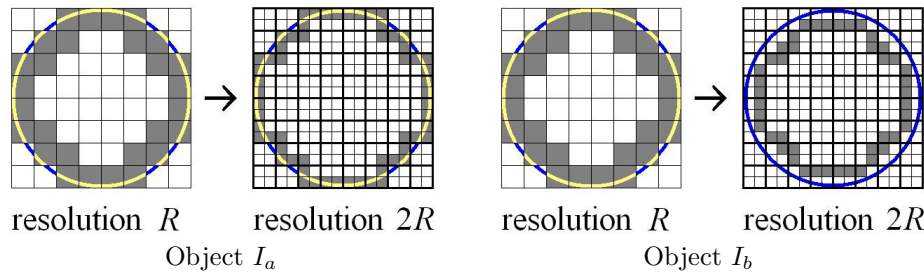 resolution R resolution 2R resolution R resolution 2R
Object I_a Object I_b